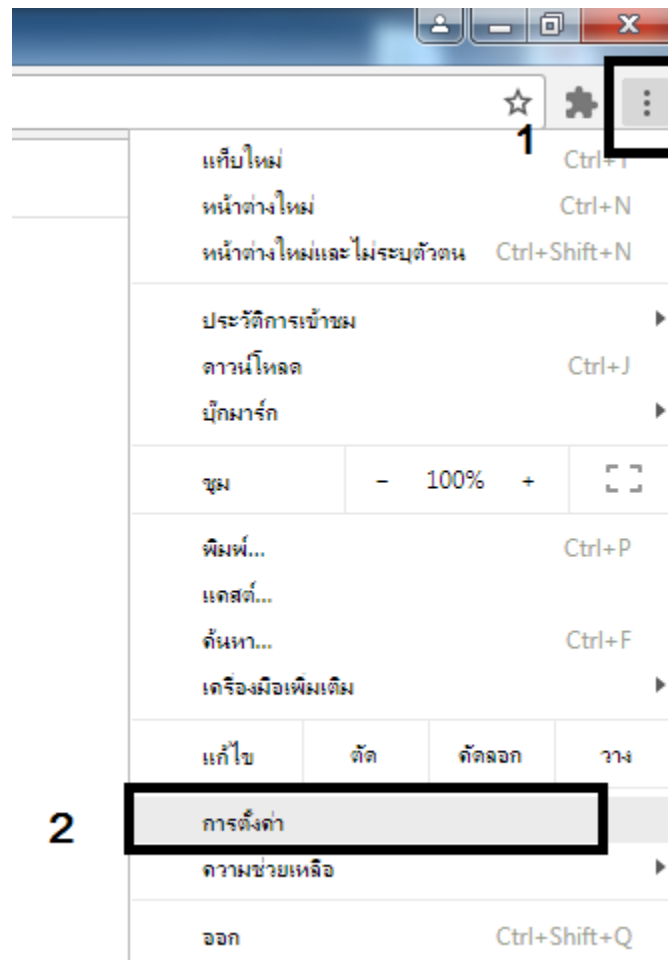 1
แท็บใหม่ Ctrl+T
หน้าต่างใหม่ Ctrl+N
หน้าต่างใหม่และไม่ระบุตัวตน Ctrl+Shift+N
ประวัติการเข้าชม
ดาวน์โหลด Ctrl+J
บุ๊กมาร์ก
ซูม - 100% +
พิมพ์... Ctrl+P
แคสต์...
ค้นหา... Ctrl+F
เครื่องมือเพิ่มเติม
แก้ไข ตัด คัดลอก วาง
2 การตั้งค่า
ความช่วยเหลือ
ออก Ctrl+Shift+Q